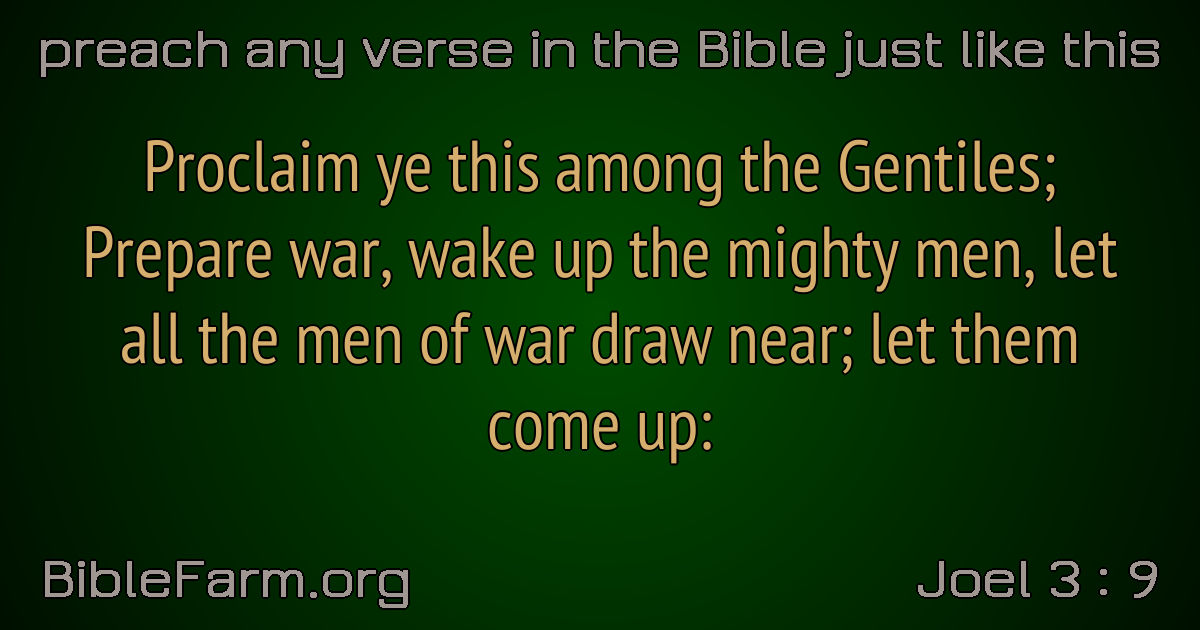 preach any verse in the Bible just like this
Proclaim ye this among the Gentiles;
Prepare war, wake up the mighty men, let
all the men of war draw near; let them
come up:
BibleFarm.org
Joel 3 : 9